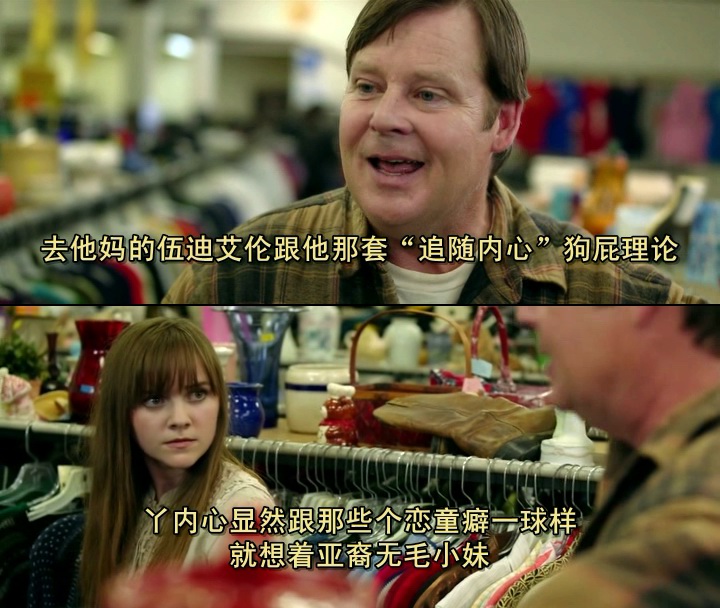 去他妈的伍迪艾伦跟他那套“追随内心”狗屁理论
丫内心显然跟那些个恋童癖一球样
就想着亚裔无毛小妹